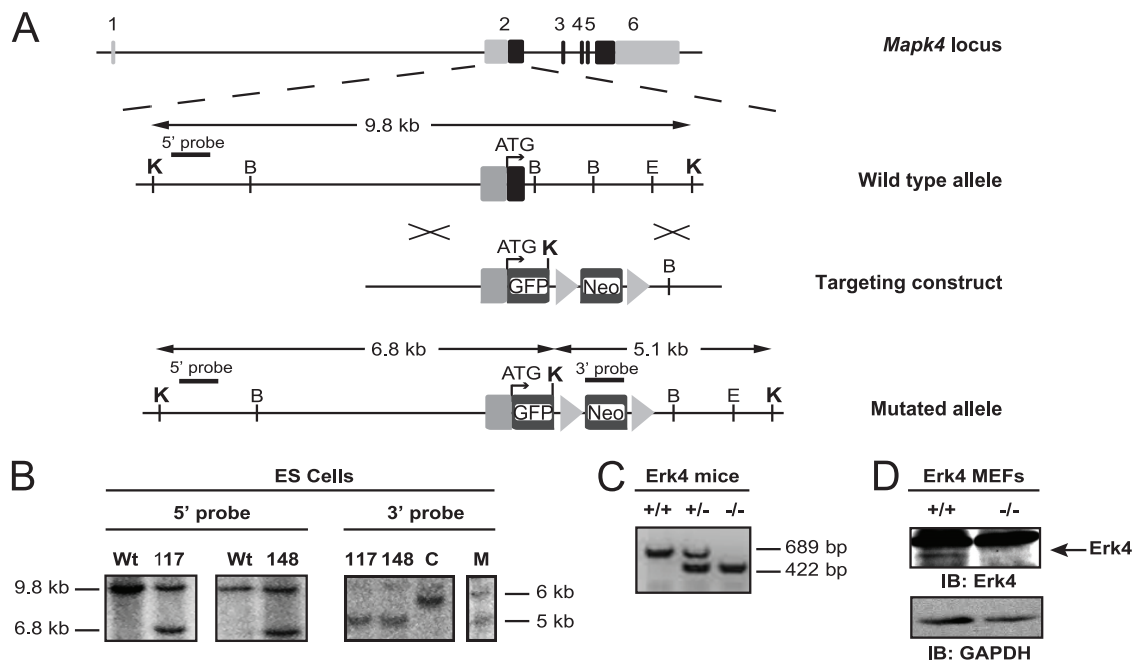 A
1 2 3 4 5 6
Mapk4 locus
9.8 kb
5' probe
ATG
K B B B E K
Wild type allele
ATG K
B
GFP Neo
Targeting construct
6.8 kb 5.1 kb
5' probe ATG K 3' probe
K B B E K
GFP Neo
Mutated allele
B
ES Cells
5' probe 3' probe
Wt 117 Wt 148 117 148 C M
9.8 kb 6 kb
6.8 kb 5 kb
C
Erk4 mice
+/+ +/- -/-
689 bp
422 bp
D
Erk4 MEFs
+/+ -/-
Erk4
IB: Erk4
IB: GAPDH